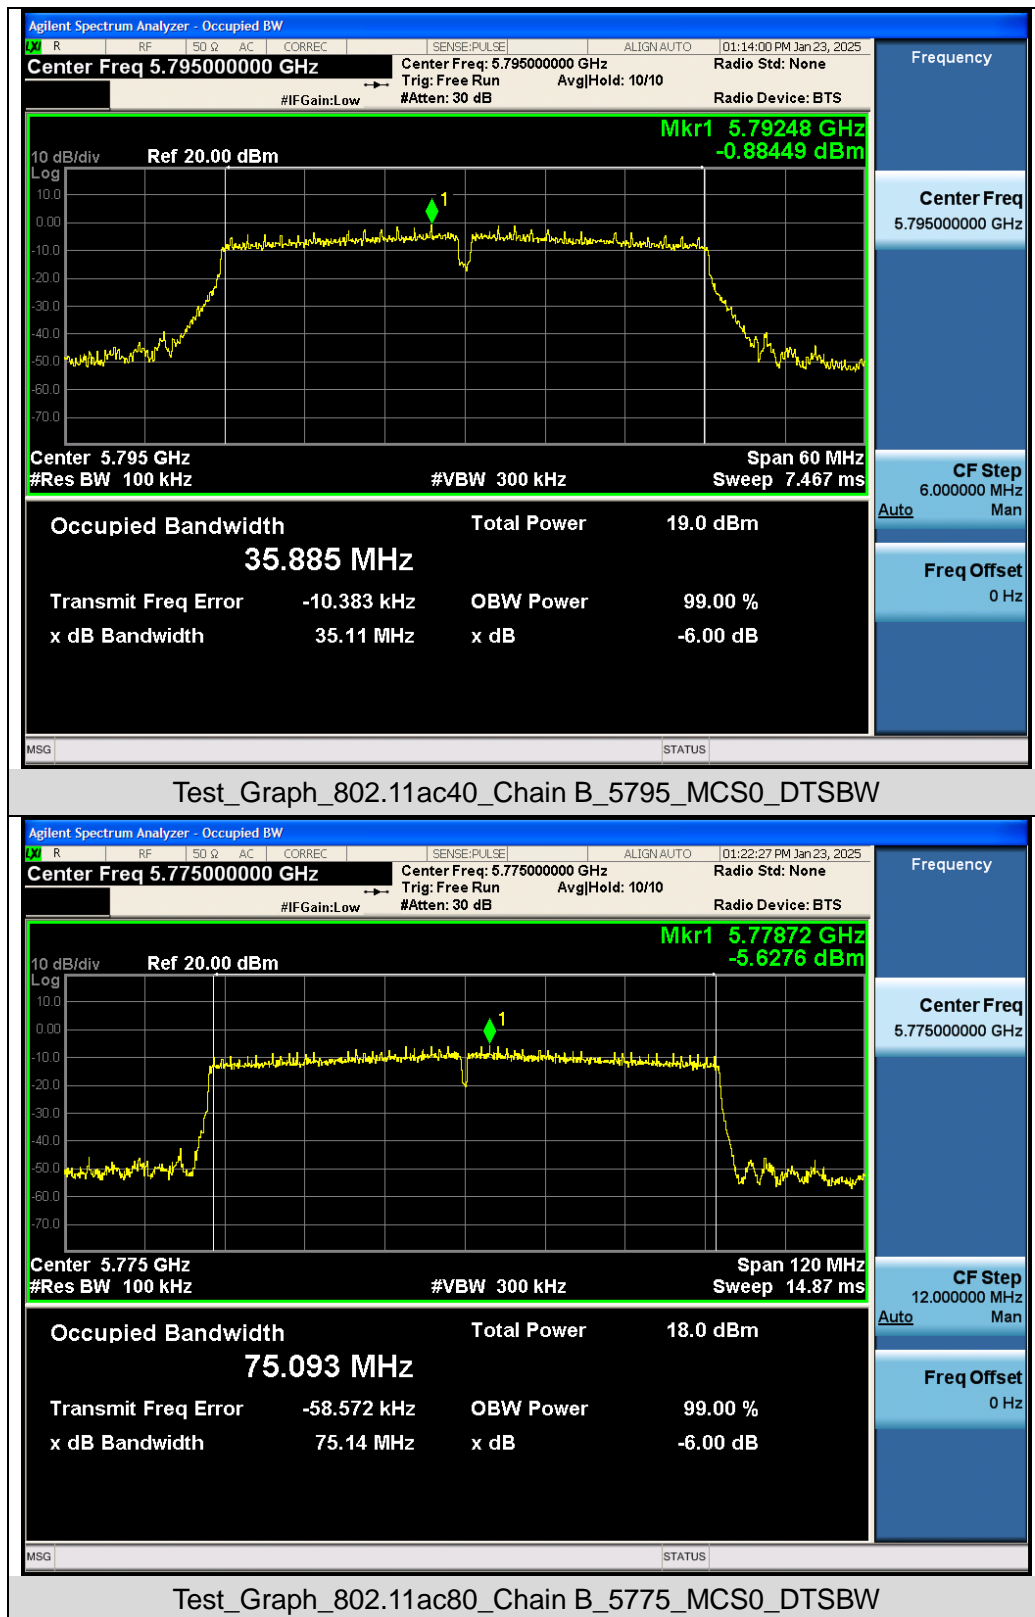 Agilent Spectrum Analyzer - Occupied BW
LXI R RF 50 Ω AC CORREC SENSE:PULSE ALIGN AUTO 01:14:00 PM Jan 23, 2025
Center Freq 5.795000000 GHz
Center Freq: 5.795000000 GHz
Radio Std: None
Trig: Free Run Avg|Hold: 10/10
#IFGain:Low
#Atten: 30 dB
Radio Device: BTS
Frequency
Mkr1 5.79248 GHz
-0.88449 dBm
10 dB/div Ref 20.00 dBm
Log
10.0
0.00
-10.0
-20.0
-30.0
-40.0
-50.0
-60.0
-70.0
1
Center Freq
5.795000000 GHz
Center 5.795 GHz Span 60 MHz
#Res BW 100 kHz #VBW 300 kHz Sweep 7.467 ms
CF Step
6.000000 MHz
Auto Man
Occupied Bandwidth Total Power 19.0 dBm
35.885 MHz
Transmit Freq Error -10.383 kHz OBW Power 99.00 %
x dB Bandwidth 35.11 MHz x dB -6.00 dB
Freq Offset
0 Hz
MSG STATUS
Test_Graph_802.11ac40_Chain B_5795_MCS0_DTSBW
Agilent Spectrum Analyzer - Occupied BW
LXI R RF 50 Ω AC CORREC SENSE:PULSE ALIGN AUTO 01:22:27 PM Jan 23, 2025
Center Freq 5.775000000 GHz
Center Freq: 5.775000000 GHz
Radio Std: None
Trig: Free Run Avg|Hold: 10/10
#IFGain:Low
#Atten: 30 dB
Radio Device: BTS
Frequency
Mkr1 5.77872 GHz
-5.6276 dBm
10 dB/div Ref 20.00 dBm
Log
10.0
0.00
-10.0
-20.0
-30.0
-40.0
-50.0
-60.0
-70.0
1
Center Freq
5.775000000 GHz
Center 5.775 GHz Span 120 MHz
#Res BW 100 kHz #VBW 300 kHz Sweep 14.87 ms
CF Step
12.000000 MHz
Auto Man
Occupied Bandwidth Total Power 18.0 dBm
75.093 MHz
Transmit Freq Error -58.572 kHz OBW Power 99.00 %
x dB Bandwidth 75.14 MHz x dB -6.00 dB
Freq Offset
0 Hz
MSG STATUS
Test_Graph_802.11ac80_Chain B_5775_MCS0_DTSBW